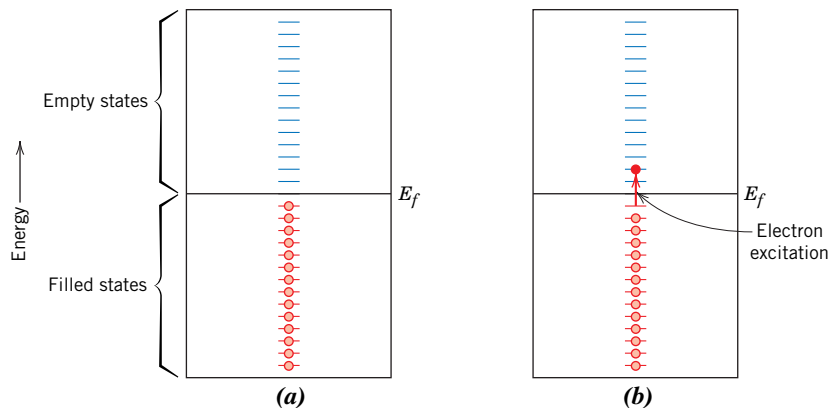 Empty states
Energy
Filled states
E_f
(a)
E_f
Electron
excitation
(b)